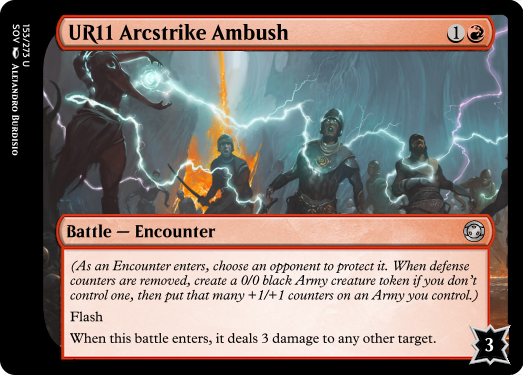 UR11 Arcstrike Ambush
1
Battle — Encounter
(As an Encounter enters, choose an opponent to protect it. When defense
counters are removed, create a 0/0 black Army creature token if you don't
control one, then put that many +1/+1 counters on an Army you control.)
Flash
When this battle enters, it deals 3 damage to any other target.
3
153/273 U
SOV Alejandro Burdisio